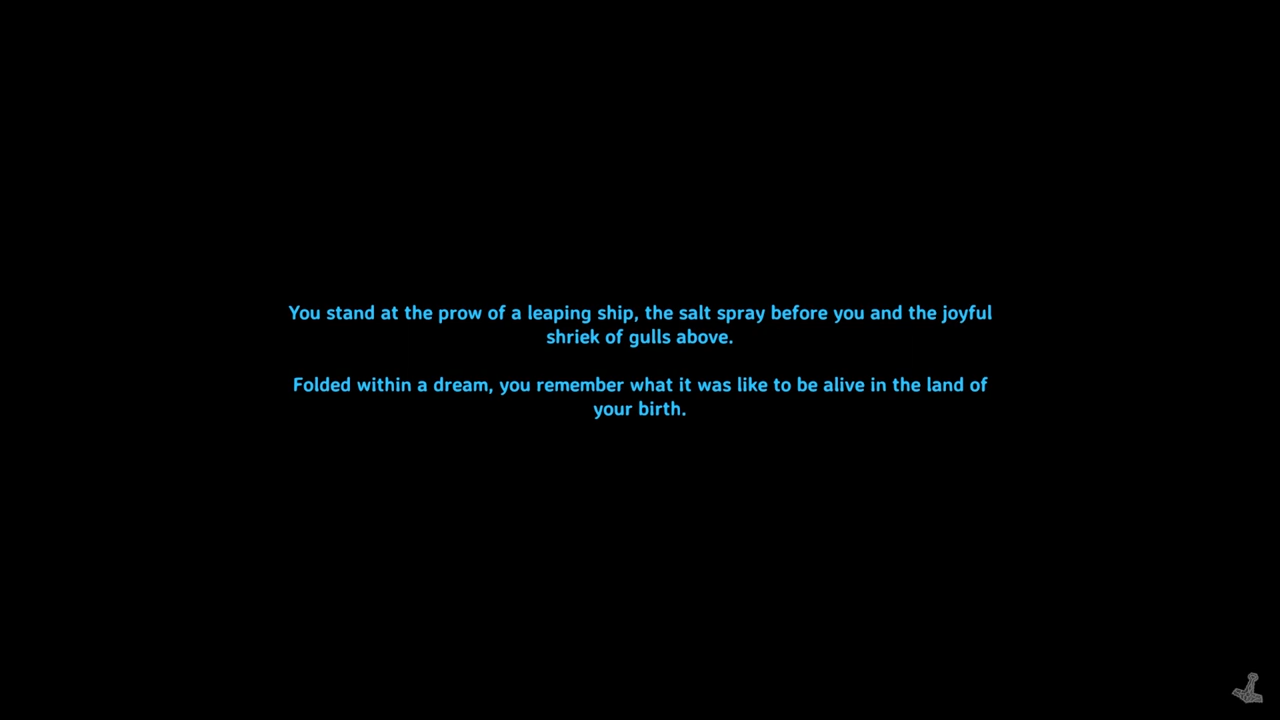 You stand at the prow of a leaping ship, the salt spray before you and the joyful
shriek of gulls above.
Folded within a dream, you remember what it was like to be alive in the land of
your birth.